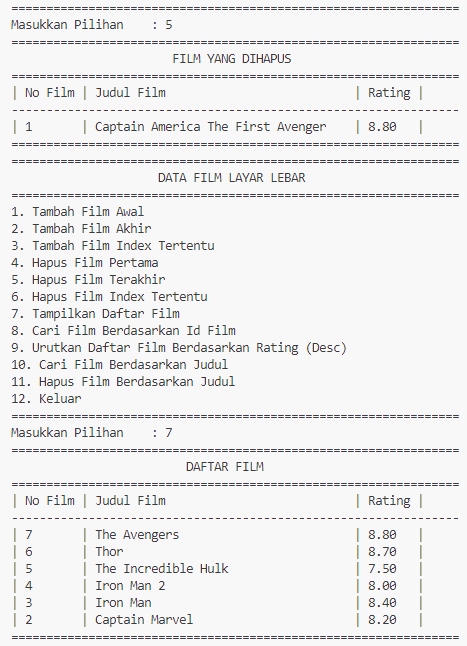 ================================================================
Masukkan Pilihan    : 5
================================================================
                       FILM YANG DIHAPUS
================================================================
| No Film | Judul Film                           | Rating |
----------------------------------------------------------------
| 1       | Captain America The First Avenger    | 8.80   |
================================================================
================================================================
                     DATA FILM LAYAR LEBAR
================================================================
1. Tambah Film Awal
2. Tambah Film Akhir
3. Tambah Film Index Tertentu
4. Hapus Film Pertama
5. Hapus Film Terakhir
6. Hapus Film Index Tertentu
7. Tampilkan Daftar Film
8. Cari Film Berdasarkan Id Film
9. Urutkan Daftar Film Berdasarkan Rating (Desc)
10. Cari Film Berdasarkan Judul
11. Hapus Film Berdasarkan Judul
12. Keluar
================================================================
Masukkan Pilihan    : 7
================================================================
                         DAFTAR FILM
================================================================
| No Film | Judul Film                           | Rating |
----------------------------------------------------------------
| 7       | The Avengers                         | 8.80   |
| 6       | Thor                                 | 8.70   |
| 5       | The Incredible Hulk                  | 7.50   |
| 4       | Iron Man 2                           | 8.00   |
| 3       | Iron Man                             | 8.40   |
| 2       | Captain Marvel                       | 8.20   |
================================================================